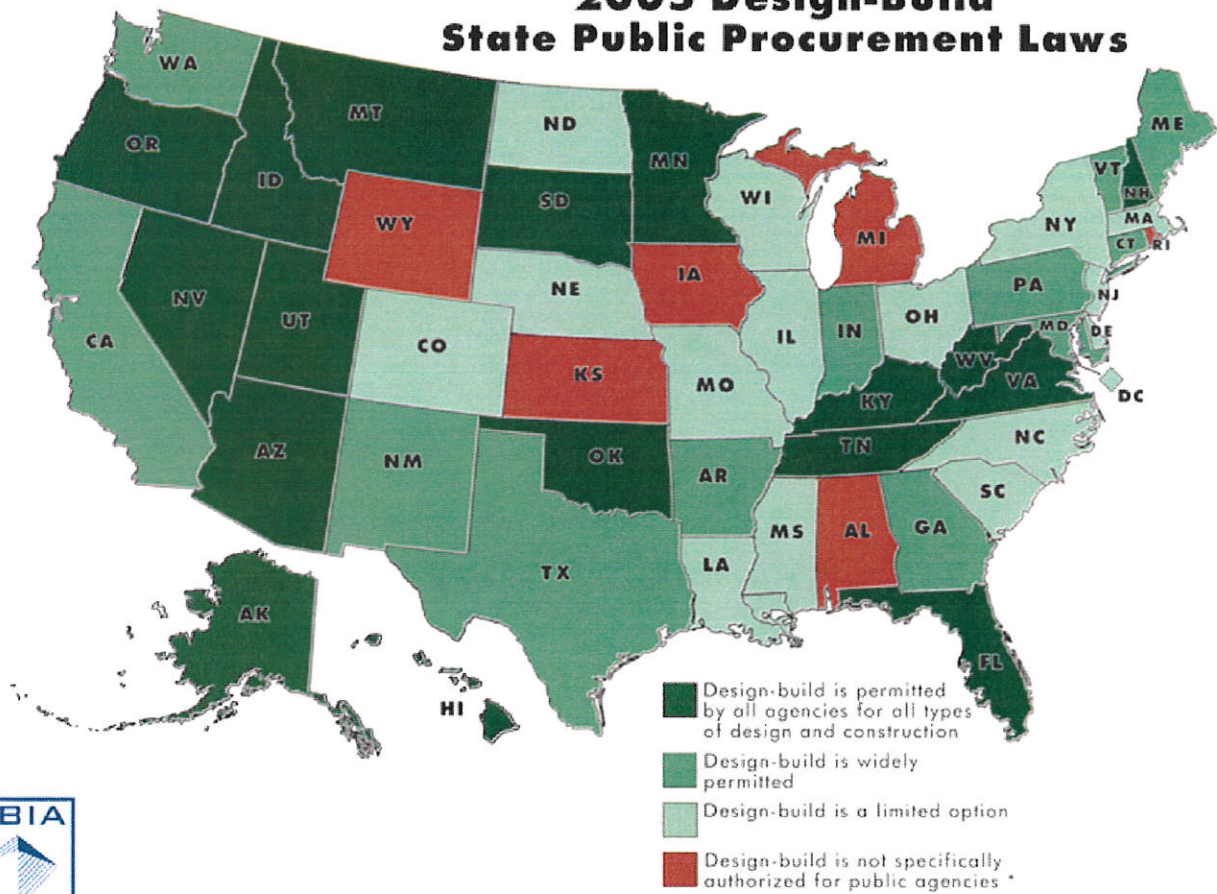 2005 Design-Build
State Public Procurement Laws
WA
MT
ND
MN
ME
OR
ID
SD
WI
VT
NH
WY
MI
NY
MA
CT
RI
IA
NE
PA
NV
UT
CA
CO
IL
IN
OH
NJ
MD
DE
WV
VA
DC
KS
MO
KY
AZ
NM
OK
AR
TN
NC
SC
MS
AL
GA
TX
LA
AK
FL
HI
Design-build is permitted
by all agencies for all types
of design and construction
Design-build is widely
permitted
Design-build is a limited option
Design-build is not specifically
authorized for public agencies *
BIA